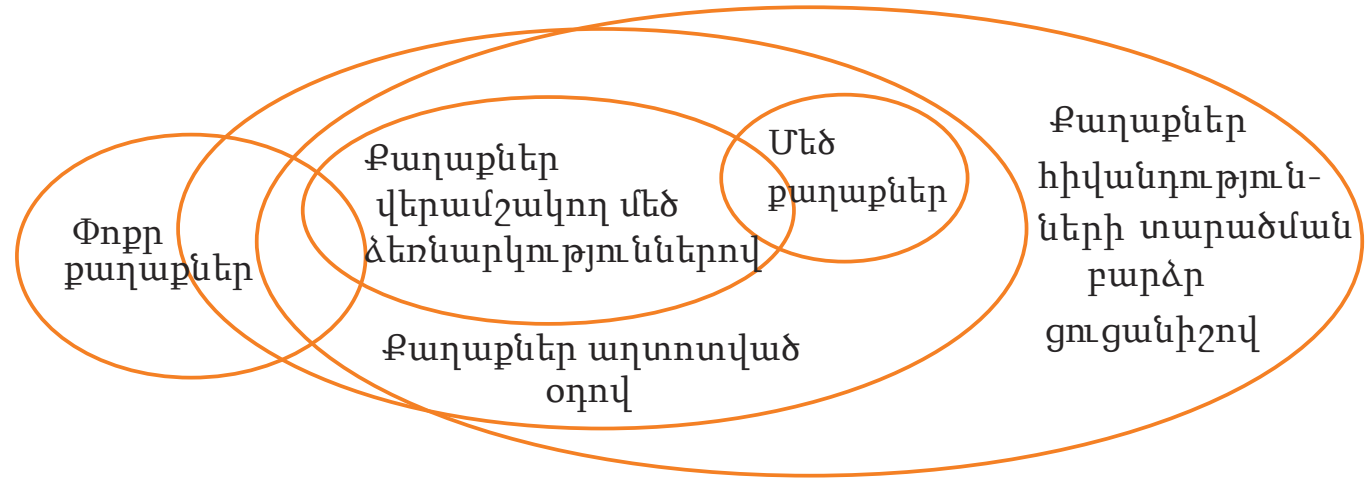 Փոքր
քաղաքներ
Քաղաքներ
վերամշակող մեծ
ձեռնարկություններով
Մեծ
քաղաքներ
Քաղաքներ աղտոտված
օդով
Քաղաքներ
հիվանդություն-
ների տարածման
բարձր
ցուցանիշով